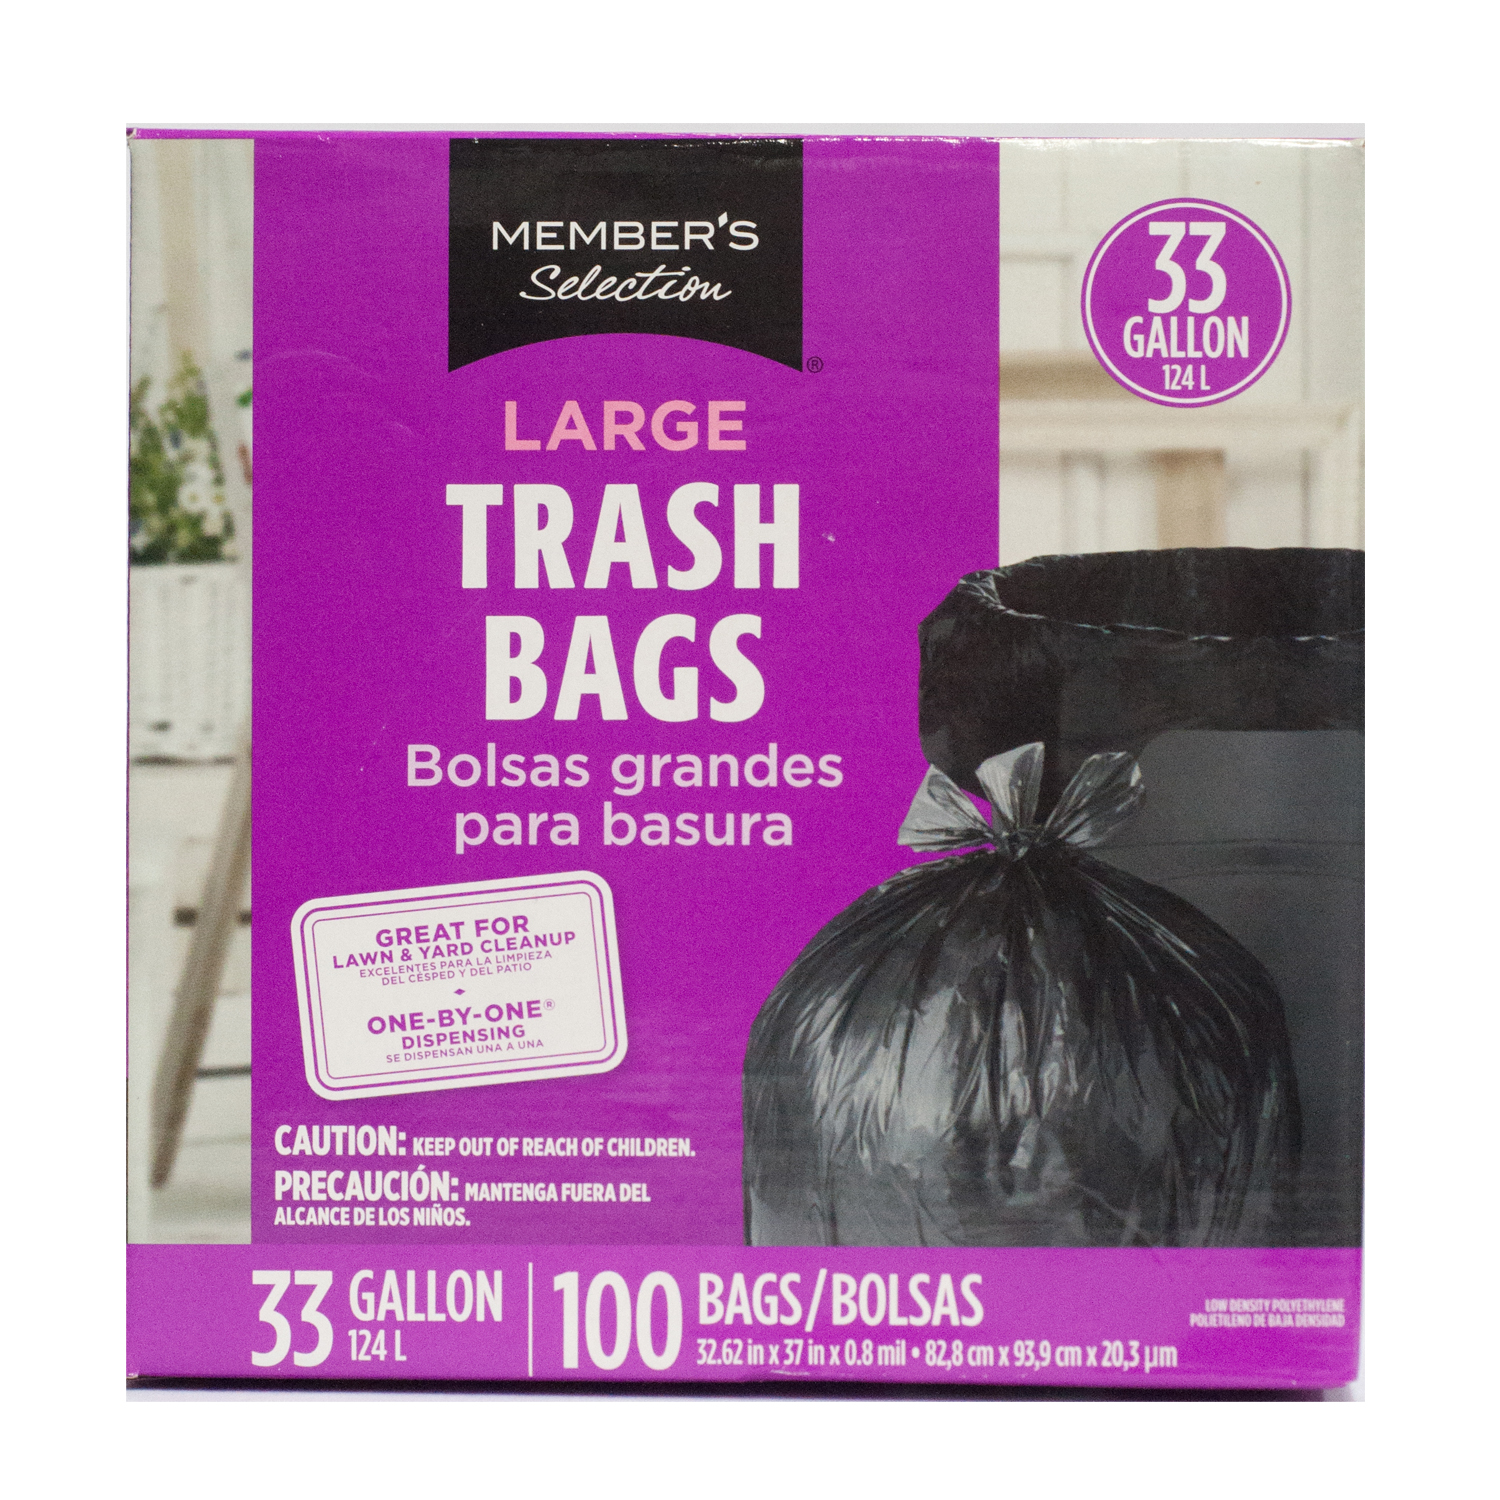 MEMBER'S
Selection
®
33
GALLON
124 L
LARGE
TRASH
BAGS
Bolsas grandes
para basura
GREAT FOR
LAWN & YARD CLEANUP
EXCELENTES PARA LA LIMPIEZA
DEL CÉSPED Y DEL PATIO
ONE-BY-ONE®
DISPENSING
SE DISPENSAN UNA A UNA
CAUTION: KEEP OUT OF REACH OF CHILDREN.
PRECAUCIÓN: MANTENGA FUERA DEL
ALCANCE DE LOS NIÑOS.
33 GALLON
124 L
100 BAGS/BOLSAS
32.62 in x 37 in x 0.8 mil • 82,8 cm x 93,9 cm x 20,3 µm
LOW DENSITY POLYETHYLENE
POLIETILENO DE BAJA DENSIDAD